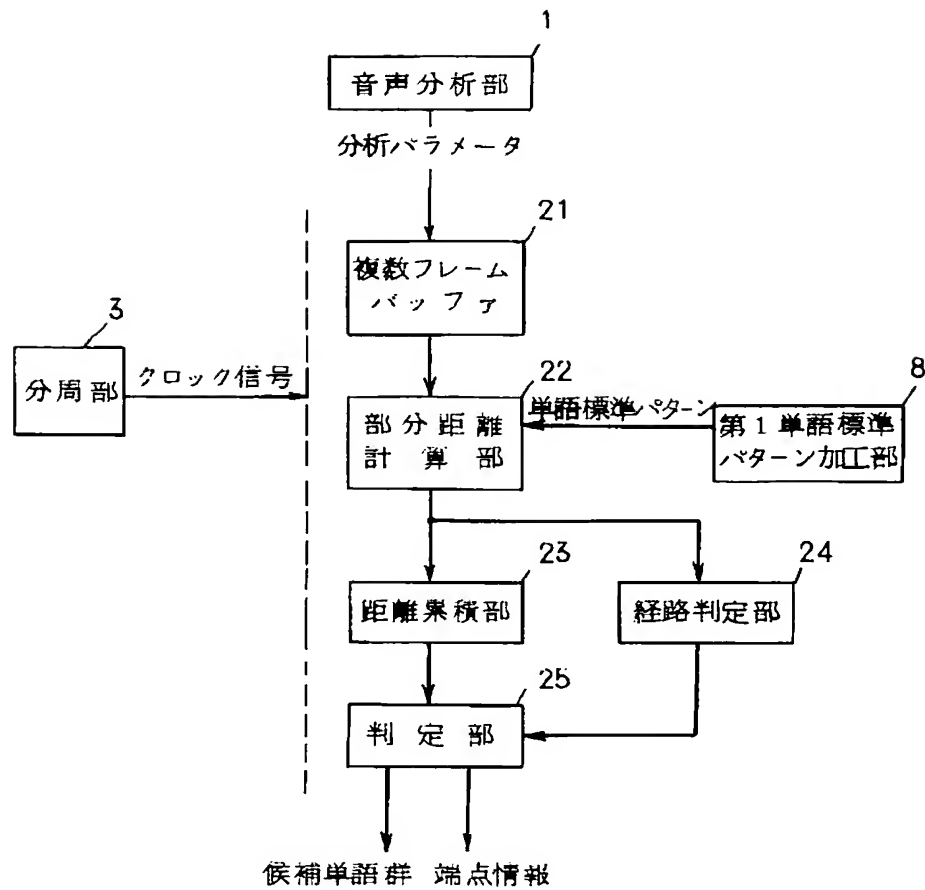 1
音声分析部
分析パラメータ
21
複数フレーム
バッファ
3
分周部
クロック信号
22
部分距離
計算部
単語標準パターン
8
第1単語標準
パターン加工部
23
距離累積部
24
経路判定部
25
判定部
候補単語群 端点情報